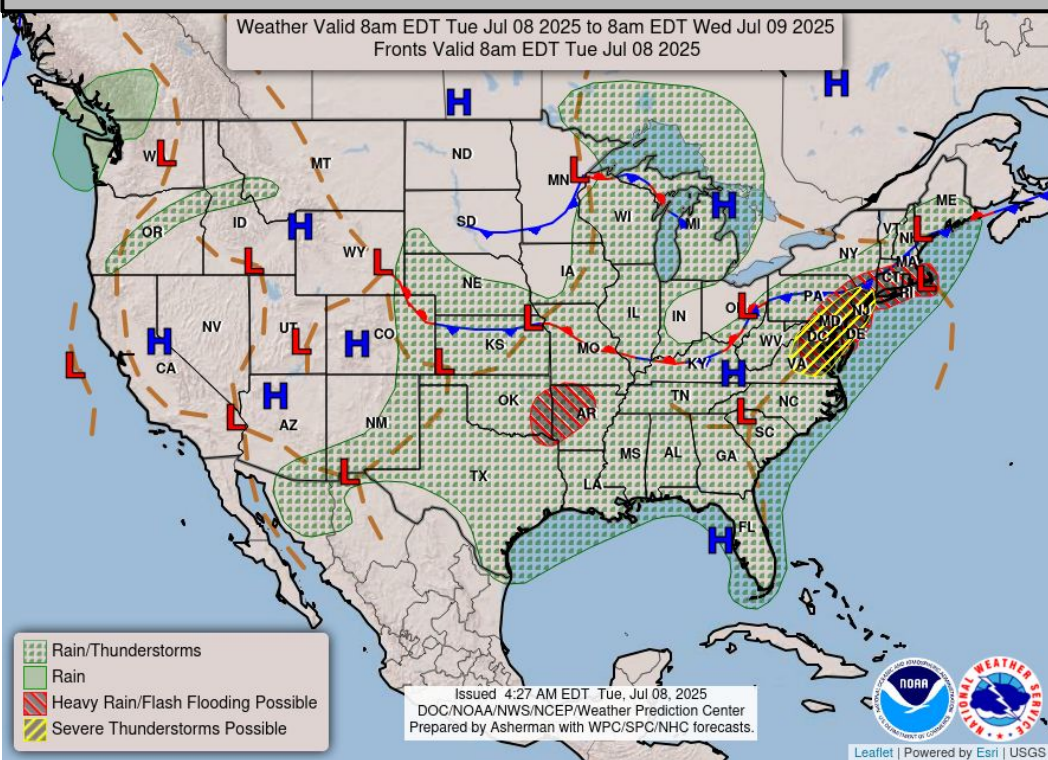 Weather Valid 8am EDT Tue Jul 08 2025 to 8am EDT Wed Jul 09 2025
Fronts Valid 8am EDT Tue Jul 08 2025
H
H
W
L
MT
ND
MN
L
OR
ID
H
SD
WI
MI
H
ME
VT
NH
L
NY
MA
CT
RI
L
WY
L
L
NE
IA
PA
NJ
NV
UT
L
H
CO
KS
L
MO
IL
IN
O
L
WV
MD
DC
DE
VA
KY
H
CA
H
L
L
H
AZ
L
NM
OK
AR
TN
NC
L
SC
L
TX
LA
MS
AL
GA
FL
H
Rain/Thunderstorms
Rain
Heavy Rain/Flash Flooding Possible
Severe Thunderstorms Possible
Issued 4:27 AM EDT Tue, Jul 08, 2025
DOC/NOAA/NWS/NCEP/Weather Prediction Center
Prepared by Asherman with WPC/SPC/NHC forecasts.
NOAA
NATIONAL WEATHER SERVICE
Leaflet | Powered by Esri | USGS